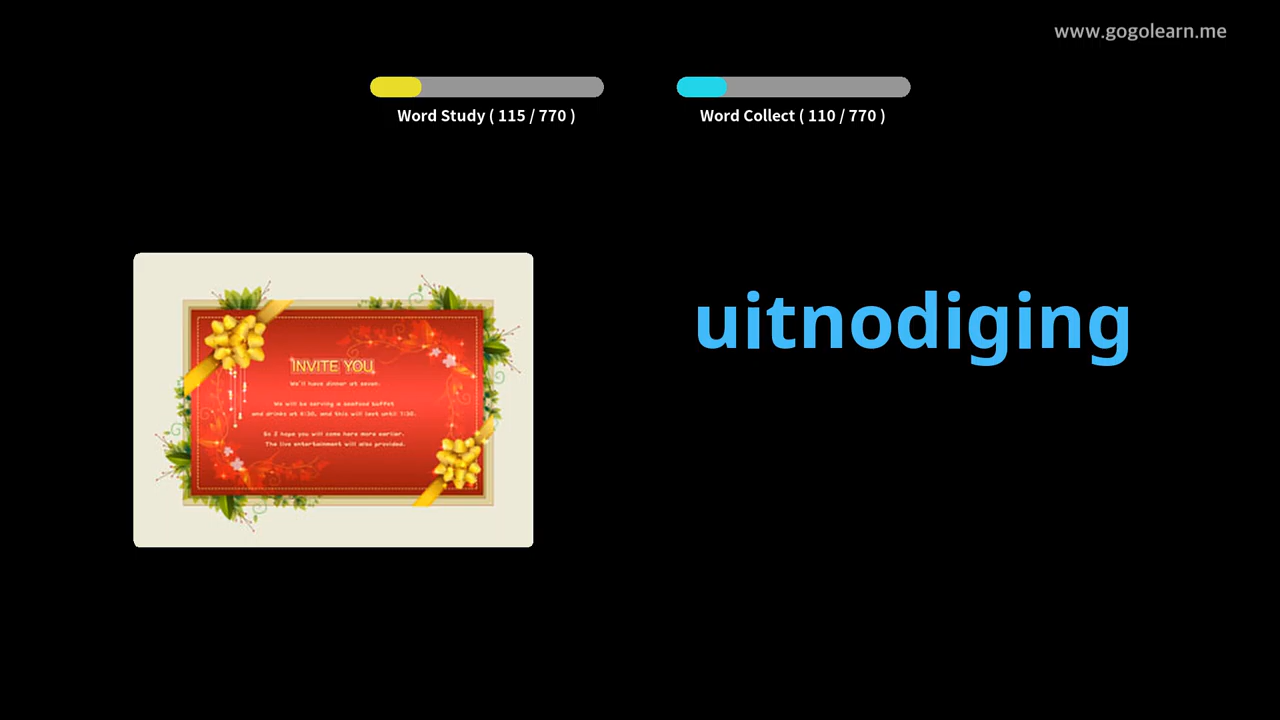 www.gogolearn.me
Word Study ( 115 / 770 )
Word Collect ( 110 / 770 )
uitnodiging
INVITE YOU
We'll have dinner at seven.
We will be serving a seafood buffet
and drinks at 6:30, and this will last until 7:30.
So I hope you will come here more earlier.
The live entertainment will also provided.